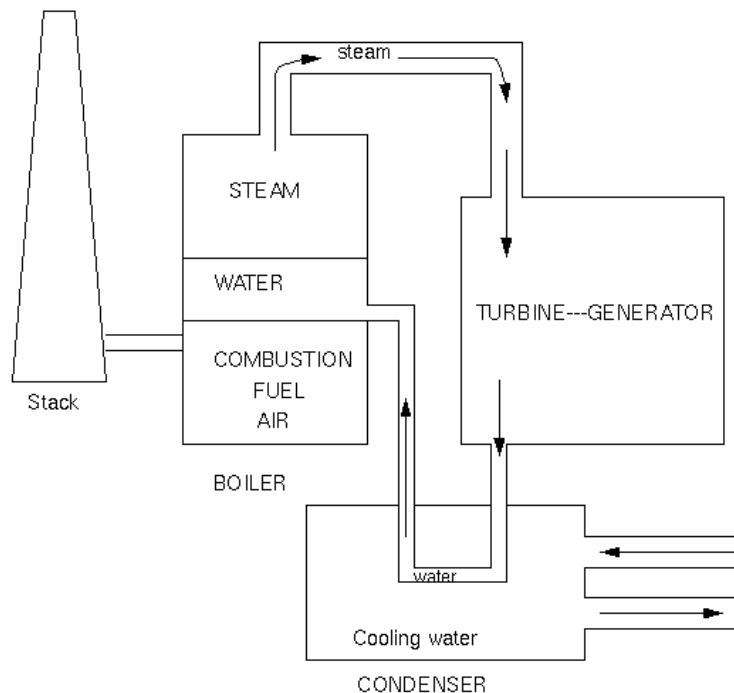 steam
STEAM
WATER
TURBINE---GENERATOR
COMBUSTION
FUEL
AIR
Stack
BOILER
water
Cooling water
CONDENSER